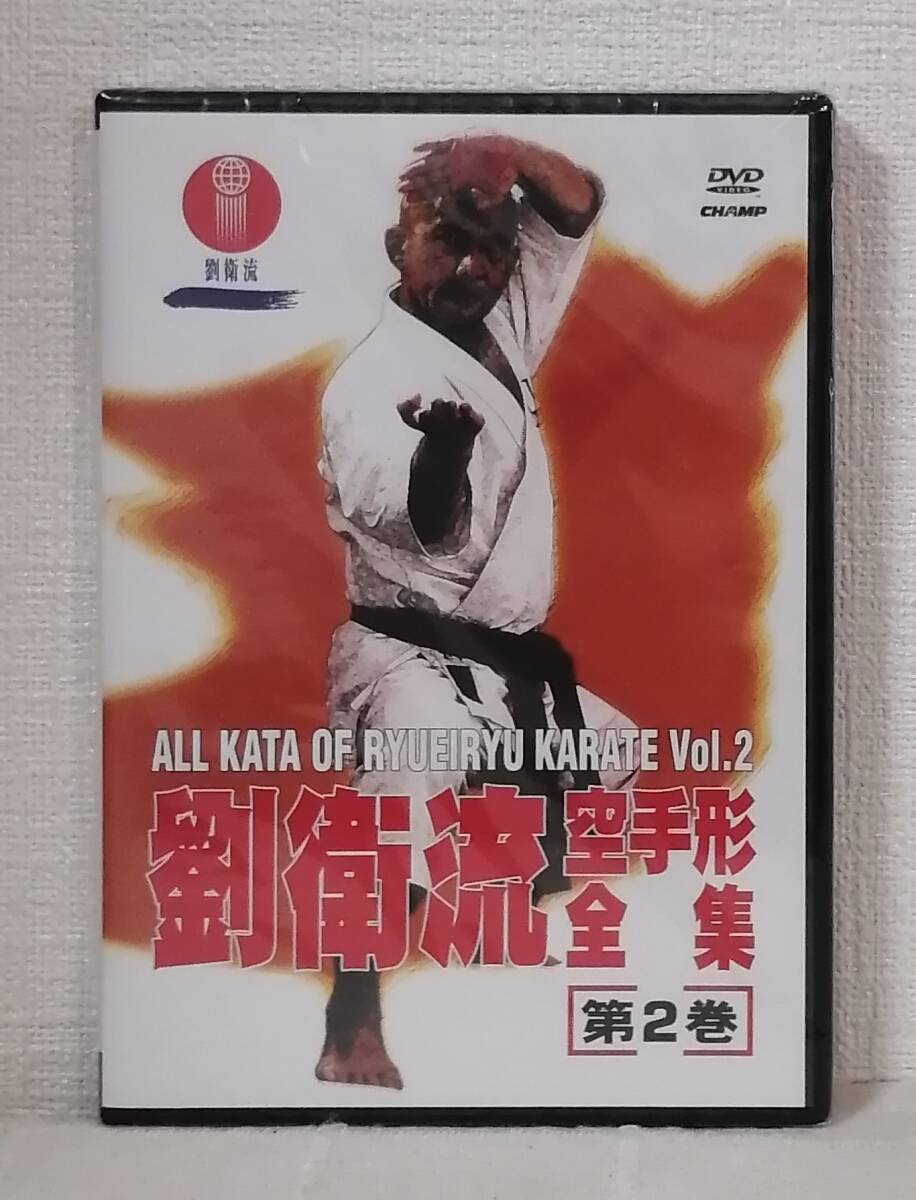 劉衛流
DVD
VIDEO
CHAMP
ALL KATA OF RYUEIRYU KARATE Vol.2
劉衛流 空手形
全集
第2巻